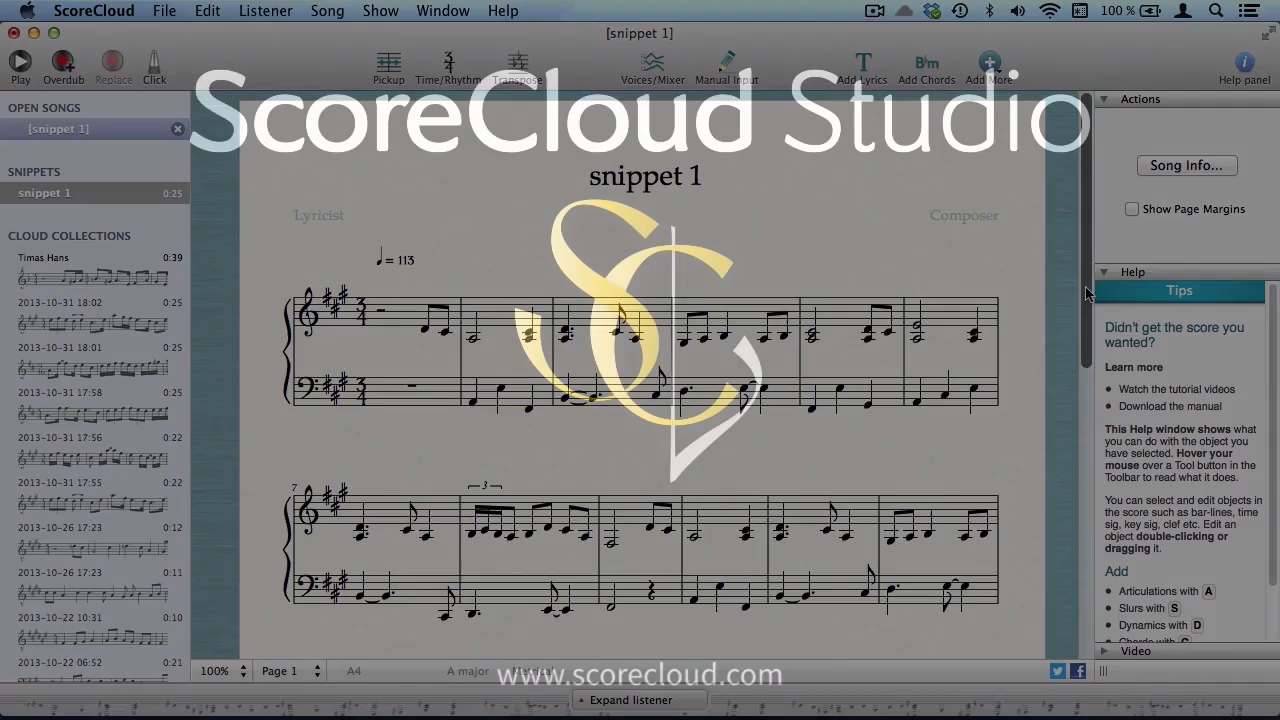 ScoreCloud File Edit Listener Song Show Window Help
100 %
[snippet 1]
Play Overdub Replace Click Pickup Time/Rhythm Transpose Voices/Mixer Manual Input Add Lyrics Add Chords Add More Help panel
ScoreCloud Studio
OPEN SONGS
[snippet 1]
SNIPPETS
snippet 1 0:25
CLOUD COLLECTIONS
Timas Hans 0:39
2013-10-31 18:02 0:25
2013-10-31 18:01 0:25
2013-10-31 17:58 0:25
2013-10-31 17:56 0:22
2013-10-31 17:55 0:22
2013-10-26 17:23 0:12
2013-10-26 17:23 0:11
2013-10-22 10:31 0:10
2013-10-22 06:52 0:21
snippet 1
Lyricist Composer
= 113
3
4
3
4
7
3
Actions
Song Info...
Show Page Margins
Help
Tips
Didn't get the score you
wanted?
Learn more
• Watch the tutorial videos
• Download the manual
This Help window shows what
you can do with the object you
have selected. Hover your
mouse over a Tool button in the
Toolbar to read what it does.
You can select and edit objects in
the score such as bar-lines, time
sig, key sig, clef etc. Edit an
object double-clicking or
dragging it.
Add
• Articulations with A
• Slurs with S
• Dynamics with D
• Chords with C
Video
100% Page 1 A4 A major
www.scorecloud.com
Expand listener